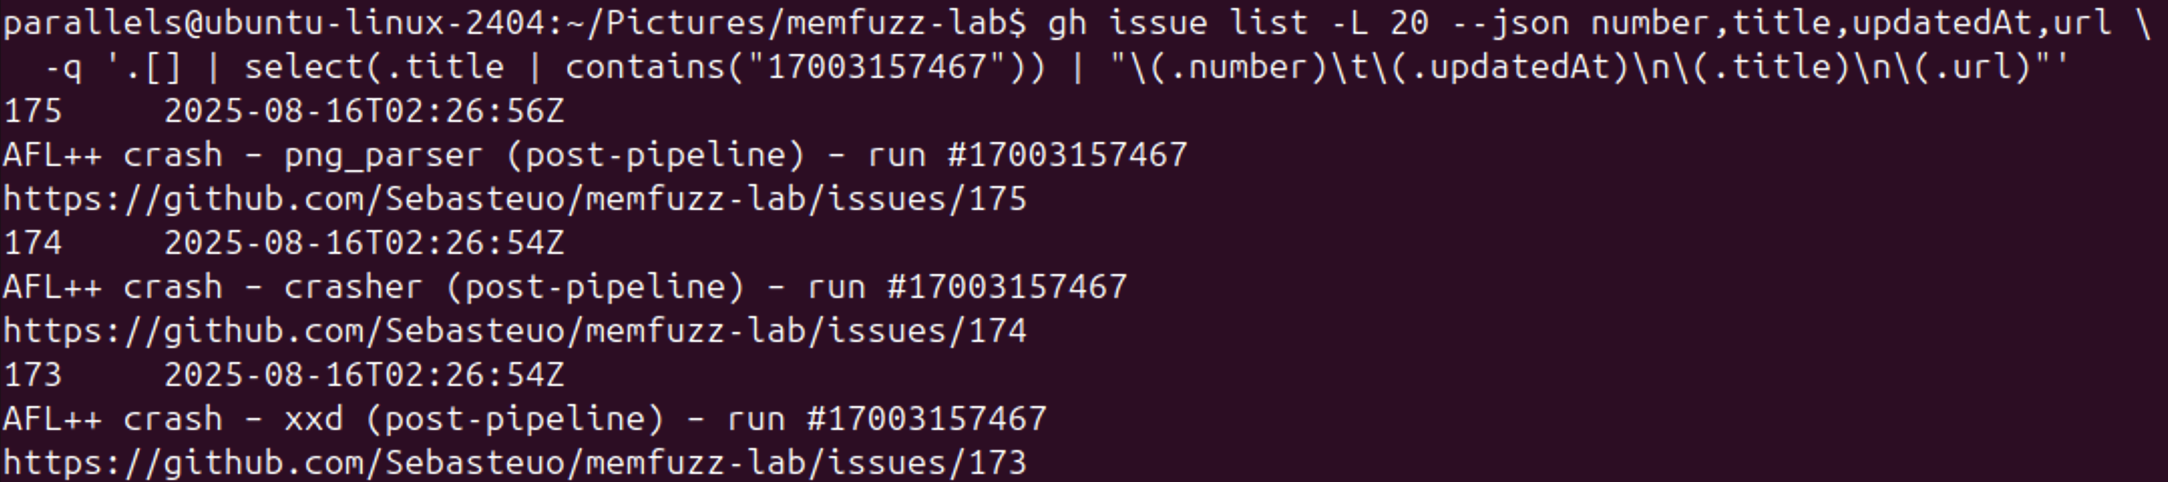 parallels@ubuntu-linux-2404:~/Pictures/memfuzz-lab$ gh issue list -L 20 --json number,title,updatedAt,url \
  -q '.[] | select(.title | contains("17003157467")) | "\(.number)\t\(.updatedAt)\n\(.title)\n\(.url)"'
175     2025-08-16T02:26:56Z
AFL++ crash – png_parser (post-pipeline) – run #17003157467
https://github.com/Sebasteuo/memfuzz-lab/issues/175
174     2025-08-16T02:26:54Z
AFL++ crash – crasher (post-pipeline) – run #17003157467
https://github.com/Sebasteuo/memfuzz-lab/issues/174
173     2025-08-16T02:26:54Z
AFL++ crash – xxd (post-pipeline) – run #17003157467
https://github.com/Sebasteuo/memfuzz-lab/issues/173